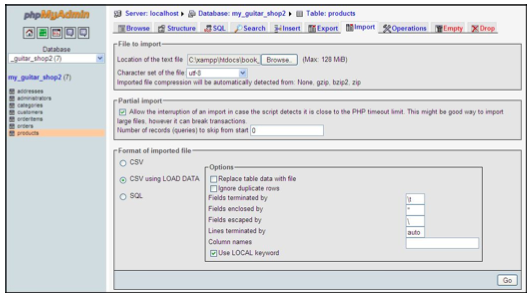 phpMyAdmin
Database
_guitar_shop2 (7)
my_guitar_shop2 (7)
addresses
administrators
categories
customers
orderitems
orders
products
Server: localhost Database: my_guitar_shop2 Table: products
Browse Structure SQL Search Insert Export Import Operations Empty Drop
File to import
Location of the text file C:\xampp\htdocs\book_ Browse... (Max: 128 MiB)
Character set of the file utf-8
Imported file compression will be automatically detected from: None, gzip, bzip2, zip
Partial import
Allow the interruption of an import in case the script detects it is close to the PHP timeout limit. This might be good way to import
large files, however it can break transactions.
Number of records (queries) to skip from start 0
Format of imported file
CSV
CSV using LOAD DATA
SQL
Options
Replace table data with file
Ignore duplicate rows
Fields terminated by \t
Fields enclosed by "
Fields escaped by \
Lines terminated by auto
Column names
Use LOCAL keyword
Go